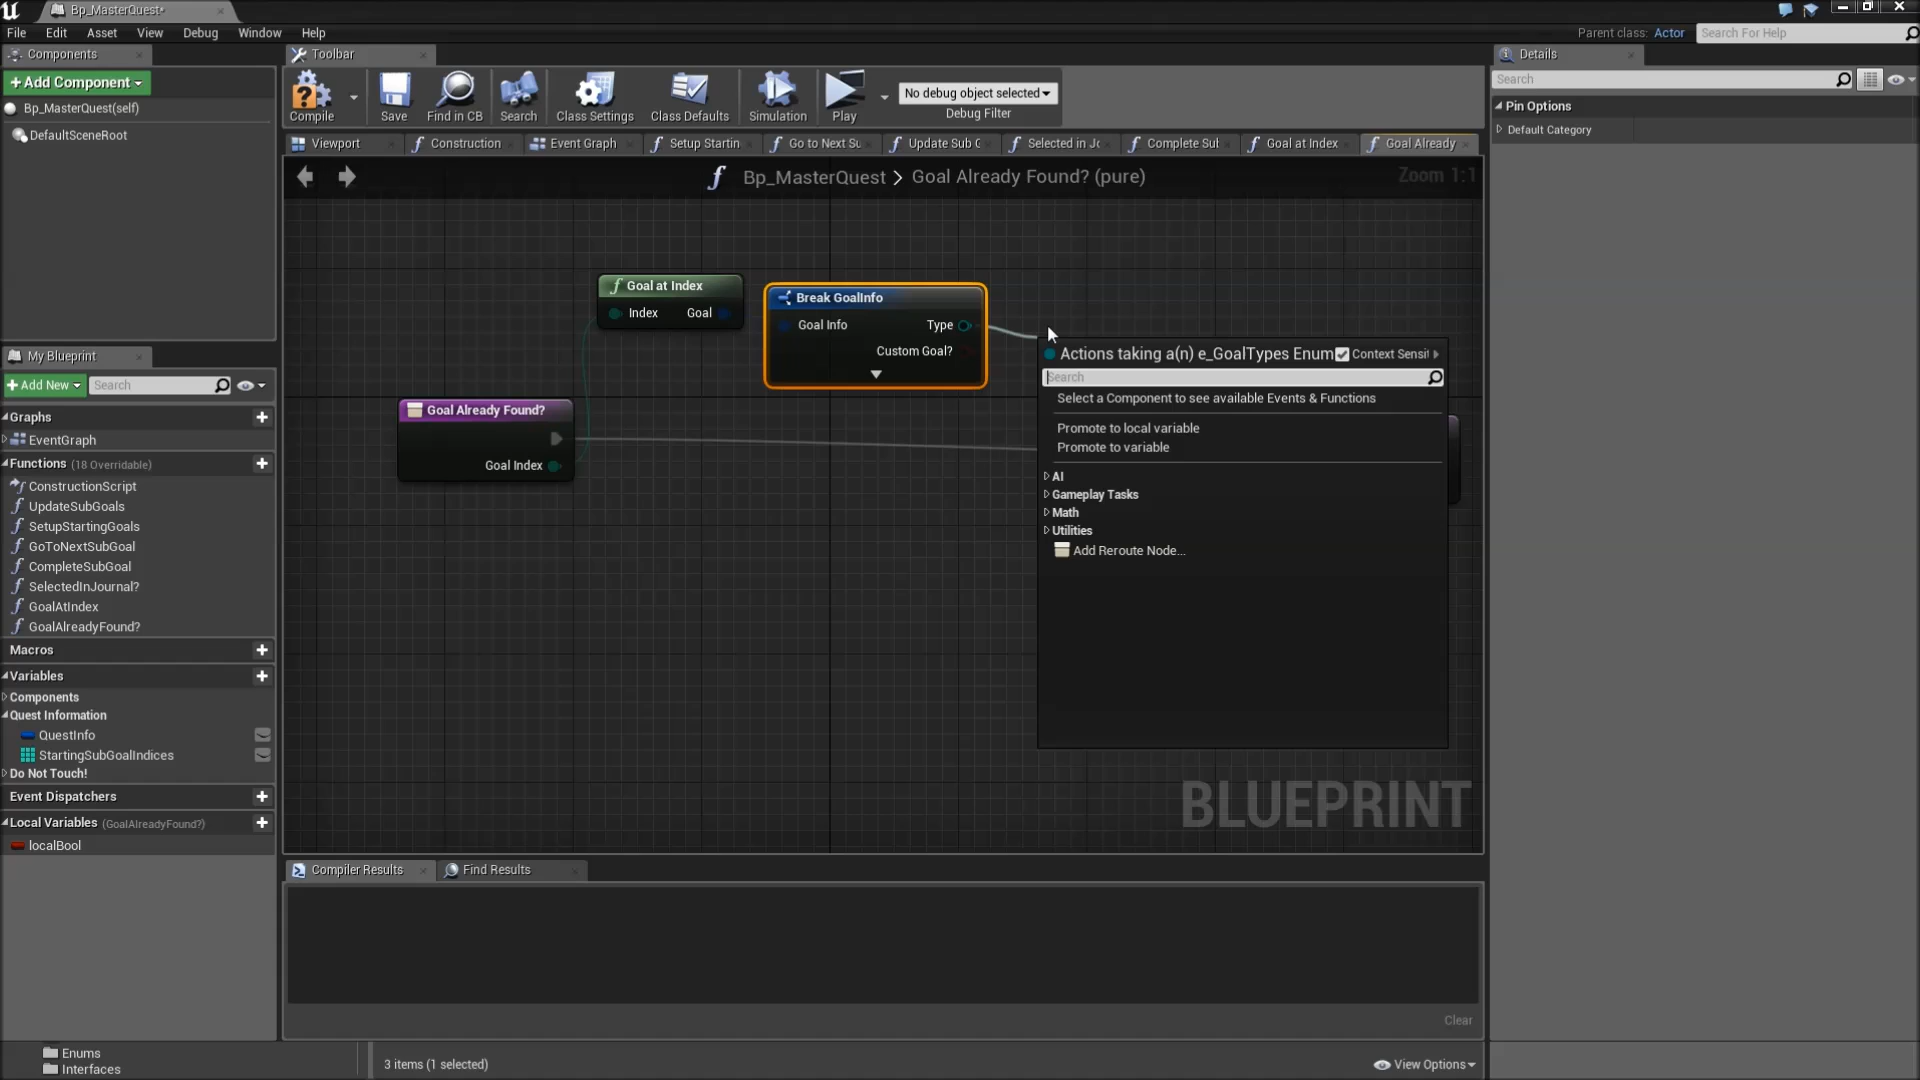 Bp_MasterQuest*
File Edit Asset View Debug Window Help
Parent class: Actor
Search For Help
Components
Toolbar
Details
+Add Component
Bp_MasterQuest(self)
DefaultSceneRoot
Compile
Save
Find in CB
Search
Class Settings
Class Defaults
Simulation
Play
No debug object selected
Debug Filter
Search
Pin Options
Default Category
Viewport
Construction
Event Graph
Setup Startin
Go to Next Su
Update Sub
Selected in Jo
Complete Sul
Goal at Index
Goal Already
f Bp_MasterQuest > Goal Already Found? (pure)
Zoom 1:1
f Goal at Index
Index Goal
Break GoalInfo
Goal Info Type
Custom Goal?
Goal Already Found?
Goal Index
Actions taking a(n) e_GoalTypes Enum
Context Sensit
Search
Select a Component to see available Events & Functions
Promote to local variable
Promote to variable
AI
Gameplay Tasks
Math
Utilities
Add Reroute Node...
BLUEPRINT
My Blueprint
+Add New
Search
Graphs
EventGraph
Functions (18 Overridable)
ConstructionScript
UpdateSubGoals
SetupStartingGoals
GoToNextSubGoal
CompleteSubGoal
SelectedInJournal?
GoalAtIndex
GoalAlreadyFound?
Macros
Variables
Components
Quest Information
QuestInfo
StartingSubGoalIndices
Do Not Touch!
Event Dispatchers
Local Variables (GoalAlreadyFound?)
localBool
Compiler Results
Find Results
Clear
Enums
Interfaces
3 items (1 selected)
View Options